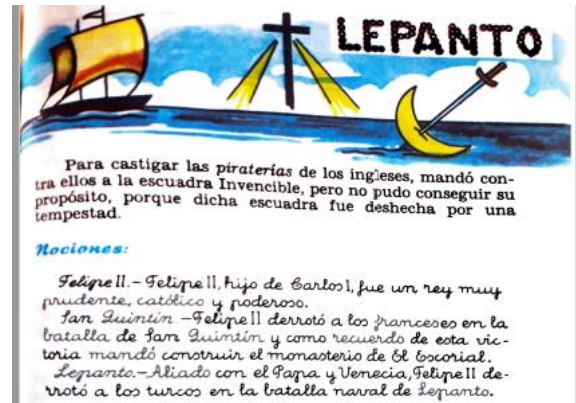 LEPANTO
Para castigar las piraterías de los ingleses, mandó con-
tra ellos a la escuadra Invencible, pero no pudo conseguir su
propósito, porque dicha escuadra fue deshecha por una
tempestad.
Nociones:
Felipe II.- Felipe II, hijo de Carlos I, fue un rey muy
prudente, católico y poderoso.
San Quintín.-Felipe II derrotó a los franceses en la
batalla de San Quintín y como recuerdo de esta vic-
toria mandó construir el monasterio de El Escorial.
Lepanto.-Aliado con el Papa y Venecia, Felipe II de-
rrotó a los turcos en la batalla naval de Lepanto.